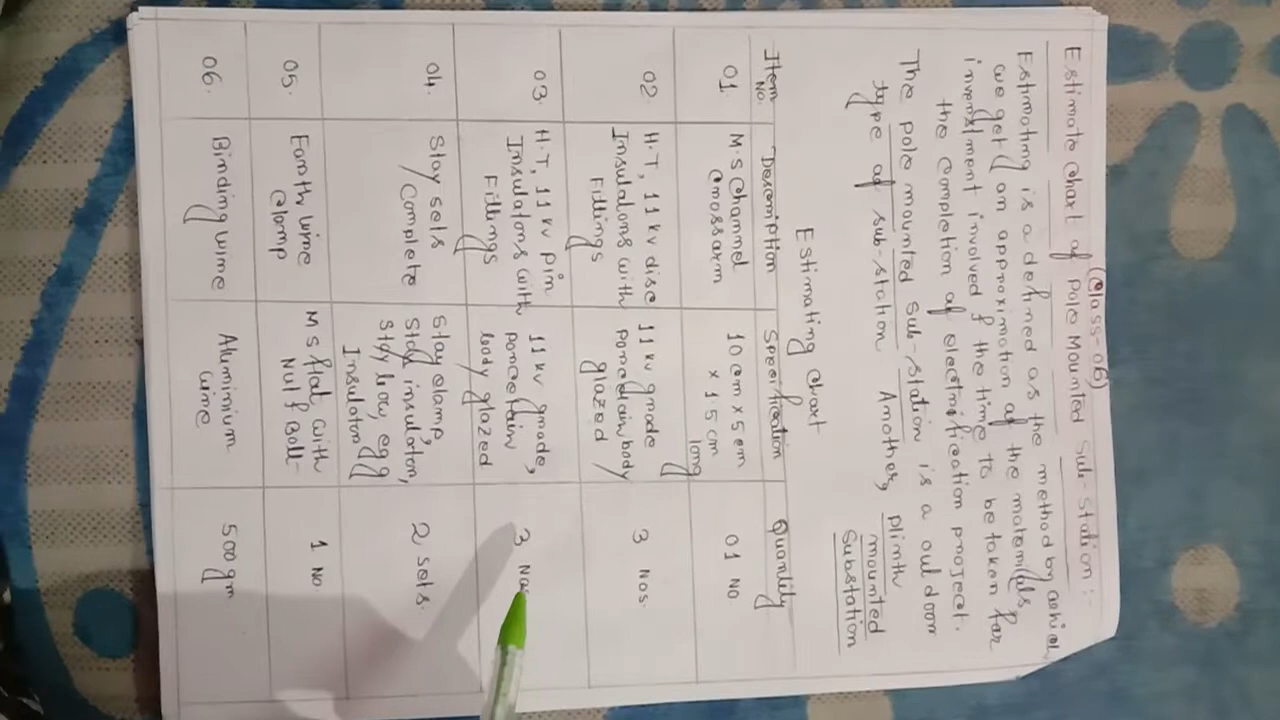 (Class-06)
Estimate Chart of Pole Mounted Sub-Station :-
Estimating is a defined as the method by which
we get an approximation of the materials
investment involved & the time to be taken for
the completion of electrification project.
The pole mounted Sub-station is a outdoor
type of sub-station Another, plinth
mounted
Substation
Estimating Chart
Item No. Description Specification Quantity
01 M.S Channel 10 cm x 5 cm 01 No
Crossarm x 15 cm
long
02 H.T, 11 kv disc 11 kv grade 3 Nos.
Insulators with Porcelain body
Fittings glazed
03. H.T, 11 kv pin 11 kv grade, 3 Nos
Insulators with porcelain
Fittings body glazed
04. Stay sets Stay clamp, 2 sets.
Complete Stay insulator,
Stay bow, egg
Insulator
05. Earth wire M S flat with 1 No
Clamp Nut & Bolt-
06. Binding wire Aluminium 500 gm
wire